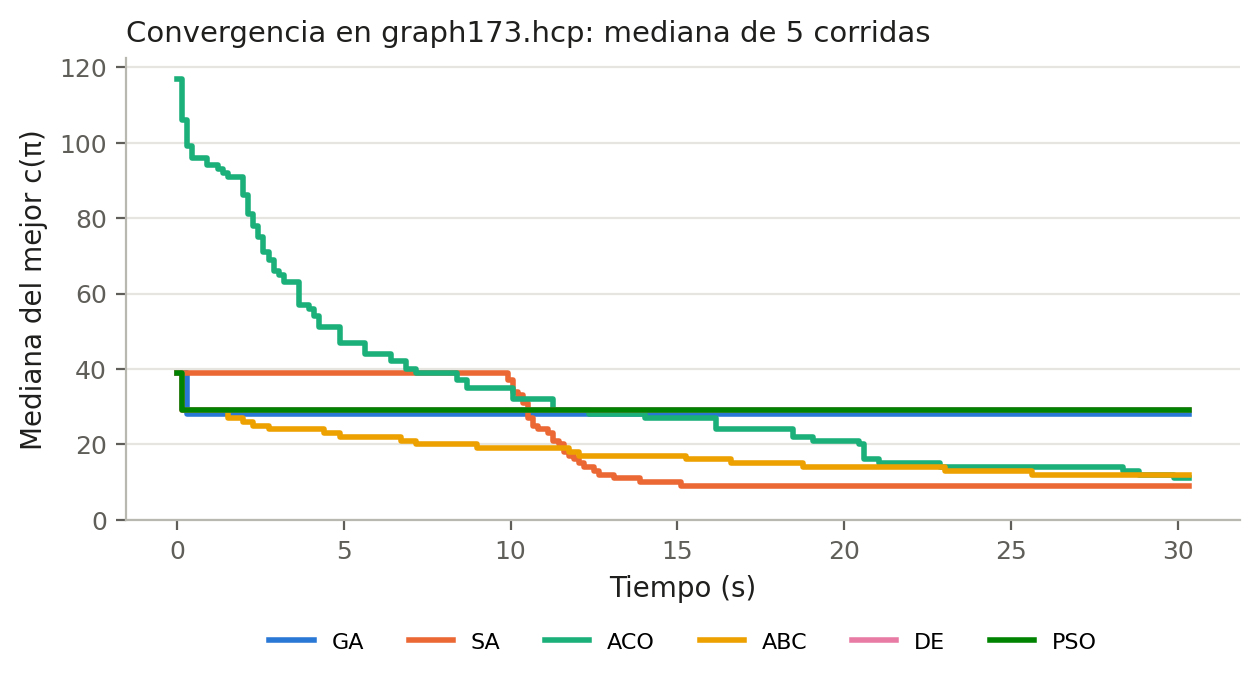 Convergencia en graph173.hcp: mediana de 5 corridas
Mediana del mejor c(π)
120
100
80
60
40
20
0
0 5 10 15 20 25 30
Tiempo (s)
GA SA ACO ABC DE PSO